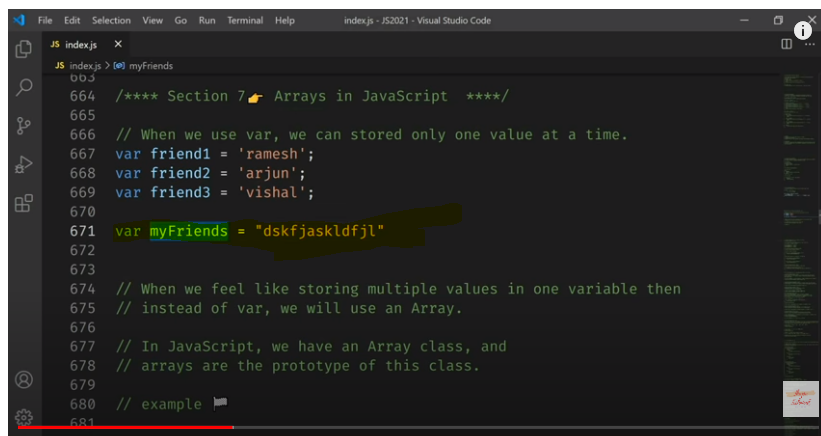 File Edit Selection View Go Run Terminal Help index.js - JS2021 - Visual Studio Code
JS index.js
JS index.js > myFriends
663
664 /**** Section 7👉 Arrays in JavaScript ****/
665
666 // When we use var, we can stored only one value at a time.
667 var friend1 = 'ramesh';
668 var friend2 = 'arjun';
669 var friend3 = 'vishal';
670
671 var myFriends = "dskfjaskldfjl"
672
673
674 // When we feel like storing multiple values in one variable then
675 // instead of var, we will use an Array.
676
677 // In JavaScript, we have an Array class, and
678 // arrays are the prototype of this class.
679
680 // example 🏴
681